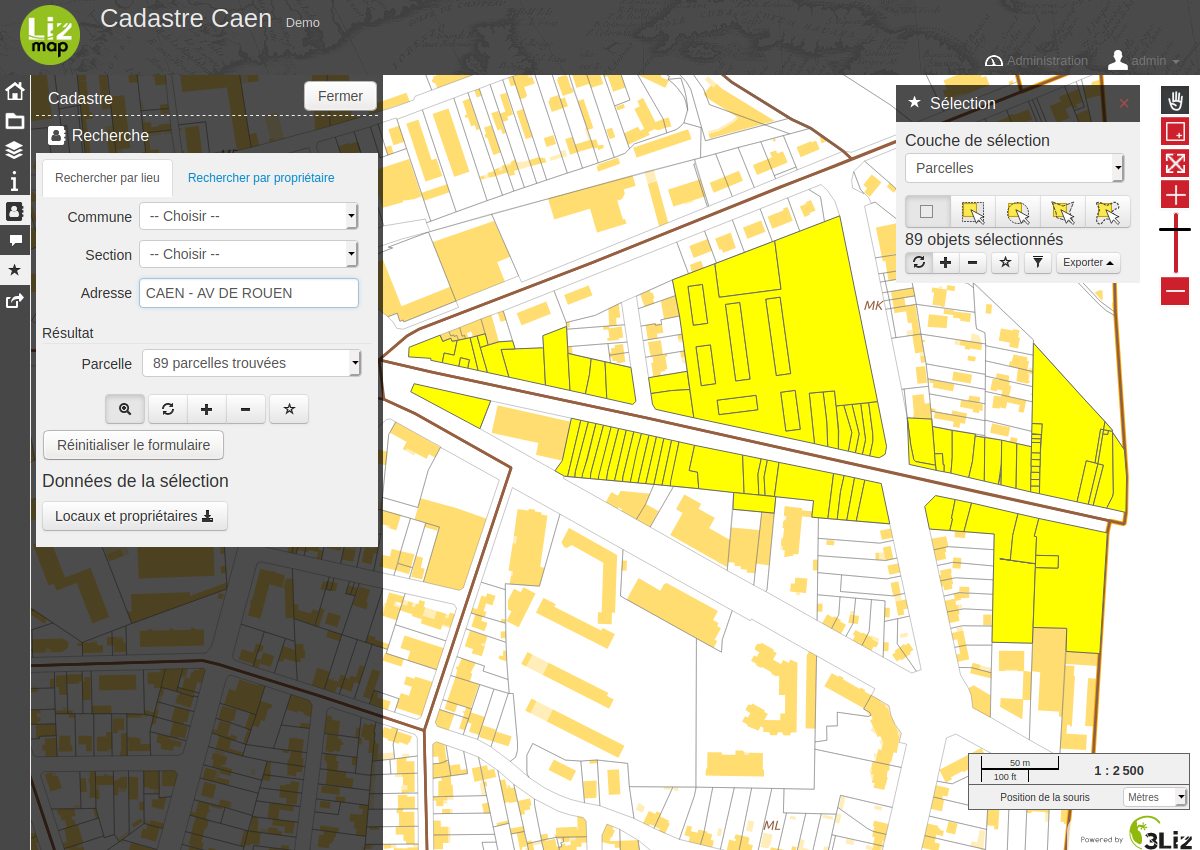 Liz
map
Cadastre Caen Demo
Administration
admin
Cadastre
Fermer
Recherche
Rechercher par lieu
Rechercher par propriétaire
Commune
-- Choisir --
Section
-- Choisir --
Adresse
CAEN - AV DE ROUEN
Résultat
Parcelle
89 parcelles trouvées
Réinitialiser le formulaire
Données de la sélection
Locaux et propriétaires
Sélection
×
Couche de sélection
Parcelles
89 objets sélectionnés
Exporter
MK
ML
50 m
100 ft
1 : 2 500
Position de la souris
Mètres
Powered by
3Liz